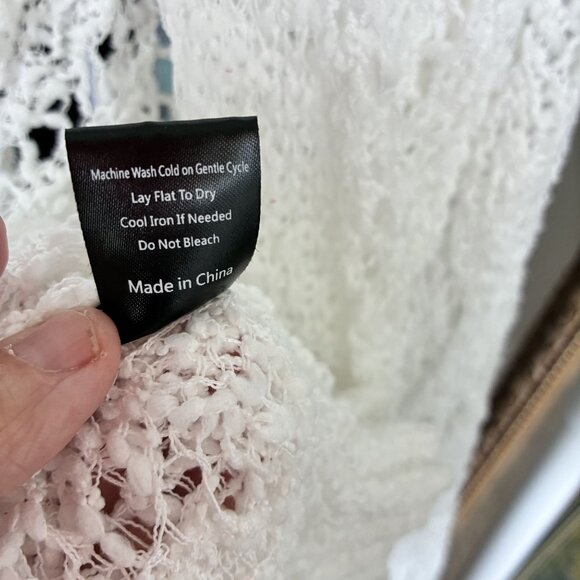 Machine Wash Cold on Gentle Cycle
Lay Flat To Dry
Cool Iron If Needed
Do Not Bleach
Made in China